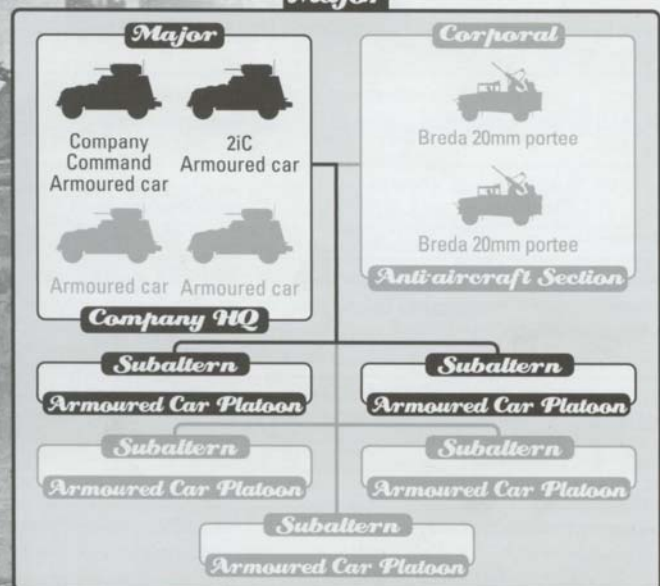 Major
Major
Corporal
Company
Command
Armoured car
2iC
Armoured car
Breda 20mm portee
Armoured car
Armoured car
Breda 20mm portee
Company HQ
Anti-aircraft Section
Subaltern
Subaltern
Armoured Car Platoon
Armoured Car Platoon
Subaltern
Subaltern
Armoured Car Platoon
Armoured Car Platoon
Subaltern
Armoured Car Platoon